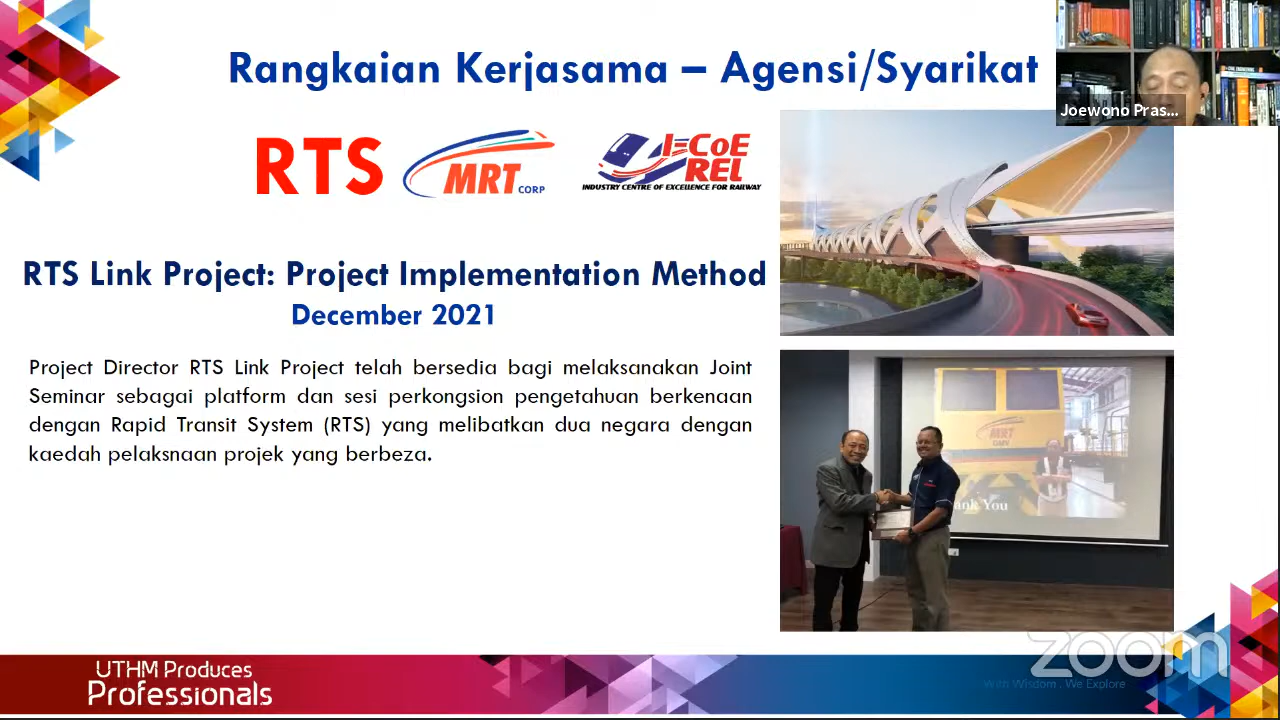 Rangkaian Kerjasama – Agensi/Syarikat
Joewono Pras...
RTS
MRT CORP
I-CoE
REL
INDUSTRY CENTRE OF EXCELLENCE FOR RAILWAY
RTS Link Project: Project Implementation Method
December 2021
Project Director RTS Link Project telah bersedia bagi melaksanakan Joint
Seminar sebagai platform dan sesi perkongsion pengetahuan berkenaan
dengan Rapid Transit System (RTS) yang melibatkan dua negara dengan
kaedah pelaksnaan projek yang berbeza.
MRT
ank You
zoom
UTHM Produces
Professionals
With Wisdom . We Explore